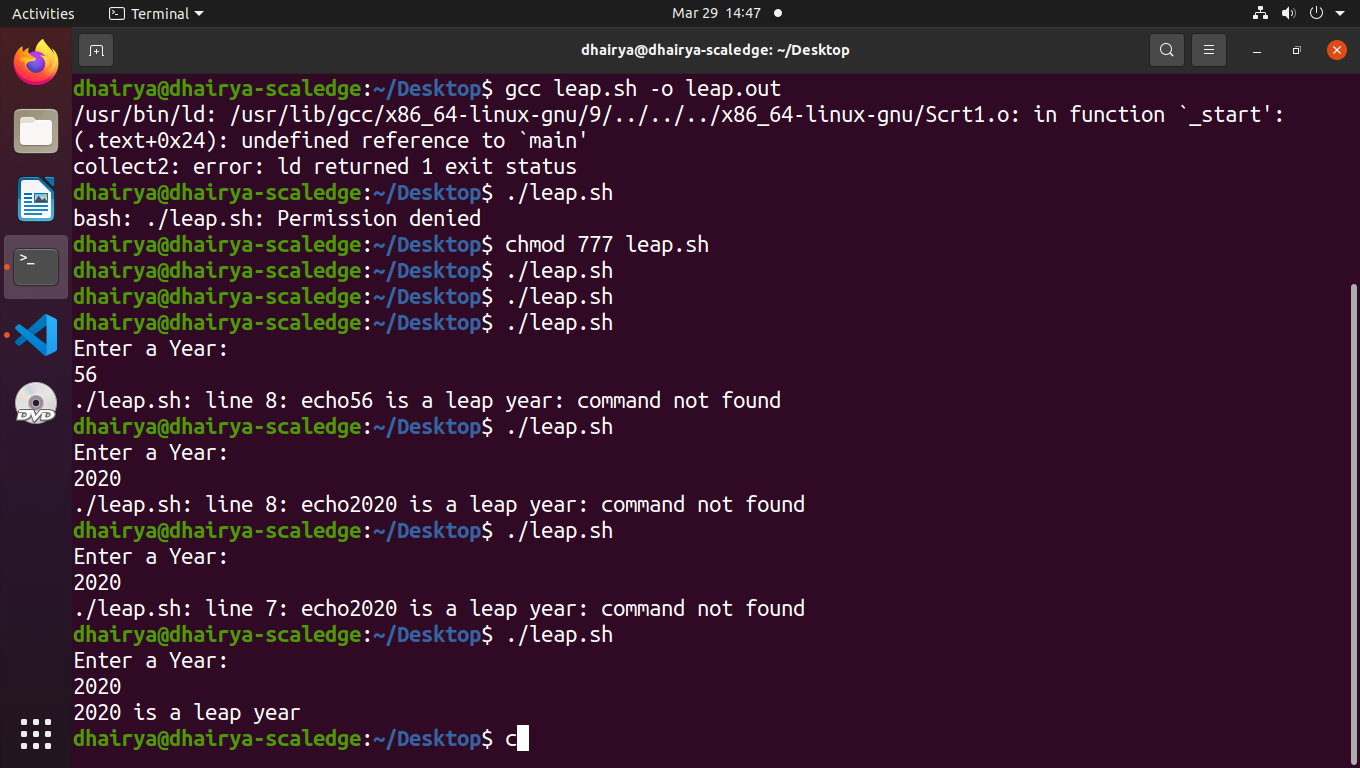 Activities
Terminal
Mar 29 14:47
dhairya@dhairya-scaledge: ~/Desktop
dhairya@dhairya-scaledge:~/Desktop$ gcc leap.sh -o leap.out
/usr/bin/ld: /usr/lib/gcc/x86_64-linux-gnu/9/../../../x86_64-linux-gnu/Scrt1.o: in function `_start':
(.text+0x24): undefined reference to `main'
collect2: error: ld returned 1 exit status
dhairya@dhairya-scaledge:~/Desktop$ ./leap.sh
bash: ./leap.sh: Permission denied
dhairya@dhairya-scaledge:~/Desktop$ chmod 777 leap.sh
dhairya@dhairya-scaledge:~/Desktop$ ./leap.sh
dhairya@dhairya-scaledge:~/Desktop$ ./leap.sh
dhairya@dhairya-scaledge:~/Desktop$ ./leap.sh
Enter a Year:
56
./leap.sh: line 8: echo56 is a leap year: command not found
dhairya@dhairya-scaledge:~/Desktop$ ./leap.sh
Enter a Year:
2020
./leap.sh: line 8: echo2020 is a leap year: command not found
dhairya@dhairya-scaledge:~/Desktop$ ./leap.sh
Enter a Year:
2020
./leap.sh: line 7: echo2020 is a leap year: command not found
dhairya@dhairya-scaledge:~/Desktop$ ./leap.sh
Enter a Year:
2020
2020 is a leap year
dhairya@dhairya-scaledge:~/Desktop$ c
>_
DVD